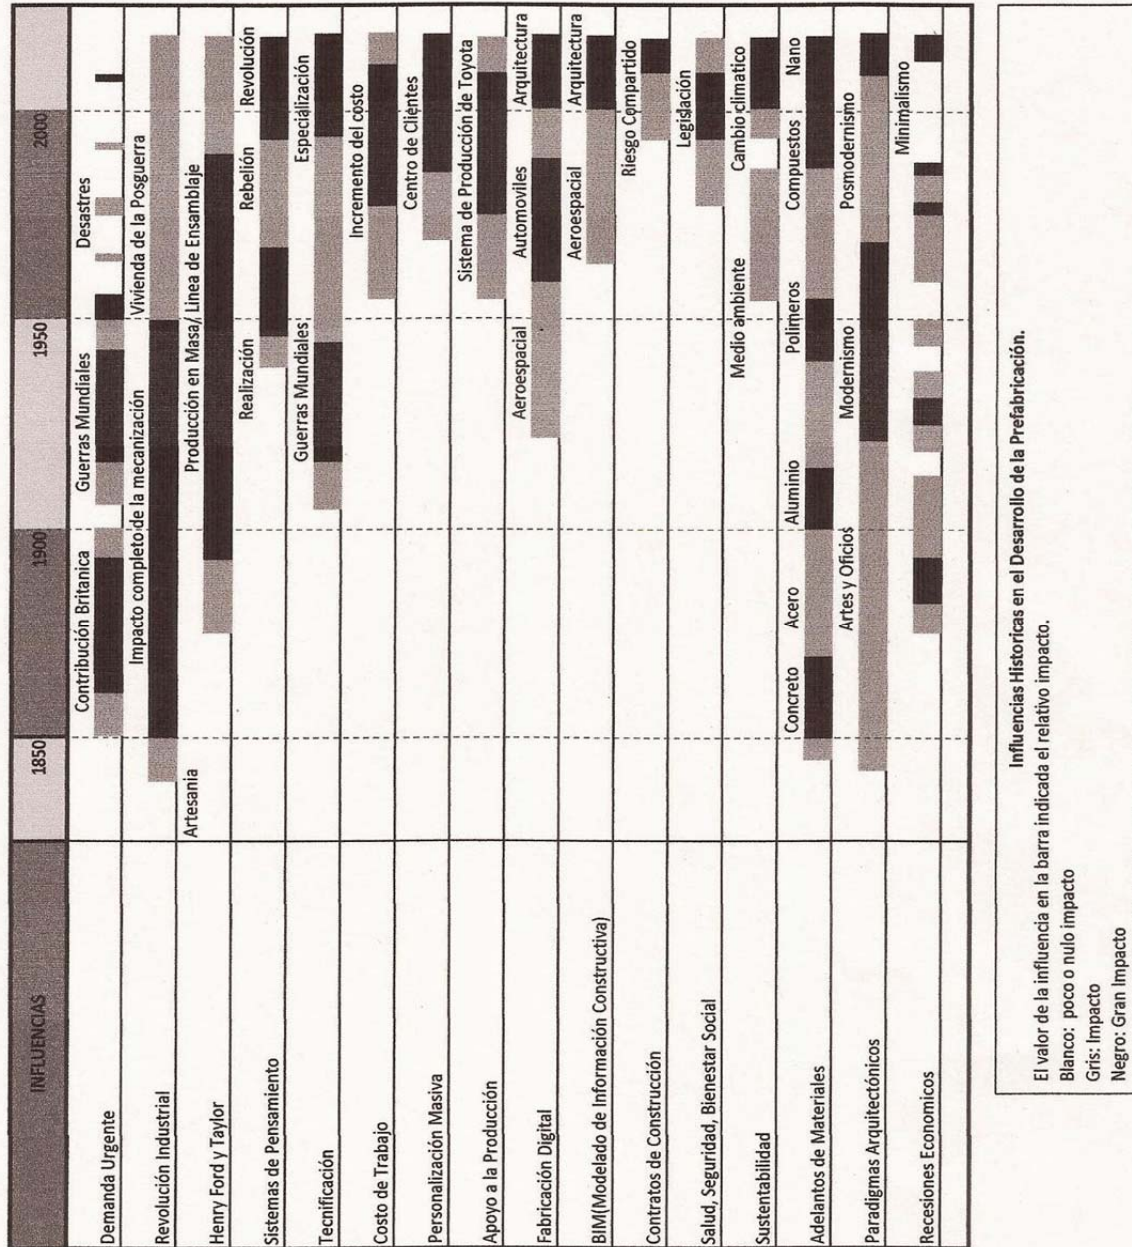 INFLUENCIAS 1850 1900 1950 2000
Demanda Urgente Contribución Britanica Guerras Mundiales Desastres
Revolución Industrial Impacto completo de la mecanización Vivienda de la Posguerra
Henry Ford y Taylor Artesania Producción en Masa/ Linea de Ensamblaje
Sistemas de Pensamiento Realización Rebelión Revolución
Tecnificación Guerras Mundiales Especialización
Costo de Trabajo Incremento del costo
Personalización Masiva Centro de Clientes
Apoyo a la Producción Sistema de Producción de Toyota
Fabricación Digital Aeroespacial Automoviles Arquitectura
BIM(Modelado de Información Constructiva) Aeroespacial Arquitectura
Contratos de Construcción Riesgo Compartido
Salud, Seguridad, Bienestar Social Legislación
Sustentabilidad Medio ambiente Cambio climatico
Adelantos de Materiales Concreto Acero Aluminio Polimeros Compuestos Nano
Paradigmas Arquitectónicos Artes y Oficios Modernismo Posmodernismo
Recesiones Economicos Minimalismo
Influencias Historicas en el Desarrollo de la Prefabricación.
El valor de la influencia en la barra indicada el relativo impacto.
Blanco: poco o nulo impacto
Gris: Impacto
Negro: Gran Impacto